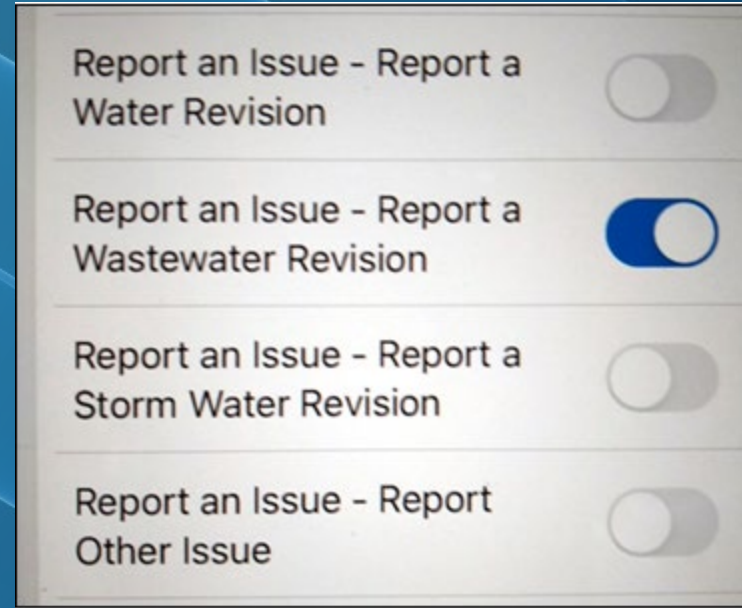 Report an Issue - Report a
Water Revision
Report an Issue - Report a
Wastewater Revision
Report an Issue - Report a
Storm Water Revision
Report an Issue - Report
Other Issue